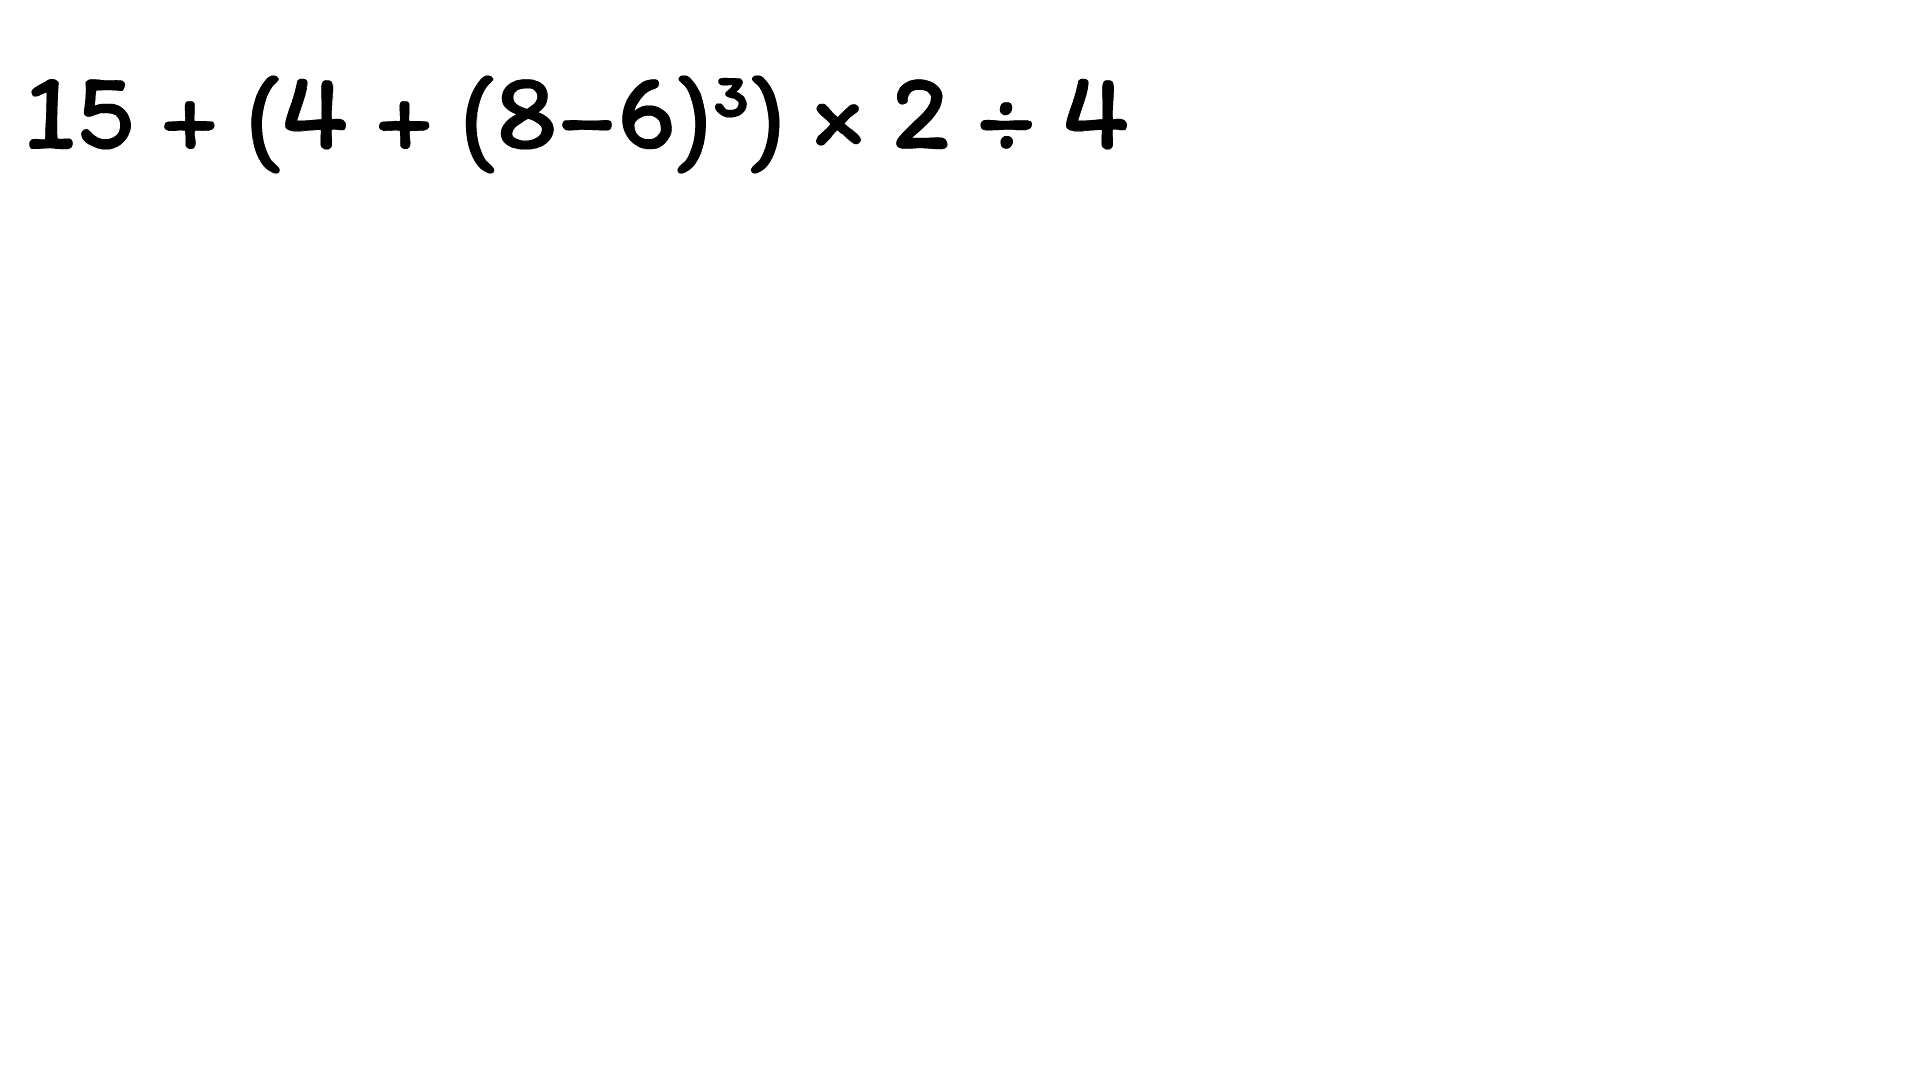 15 + (4 + (8–6)³) × 2 ÷ 4